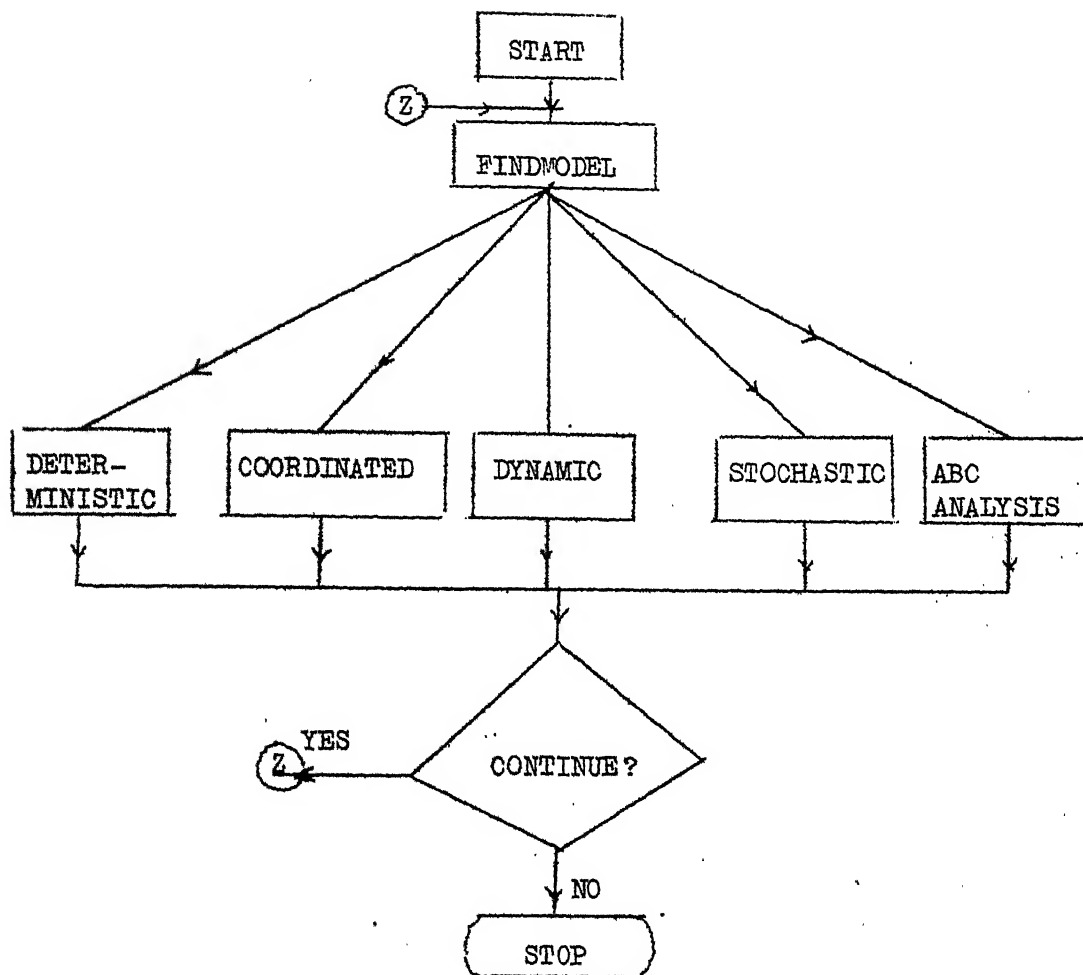 START
Z
FINDMODEL
DETER-
MINISTIC
COORDINATED
DYNAMIC
STOCHASTIC
ABC
ANALYSIS
YES
Z
CONTINUE?
NO
STOP